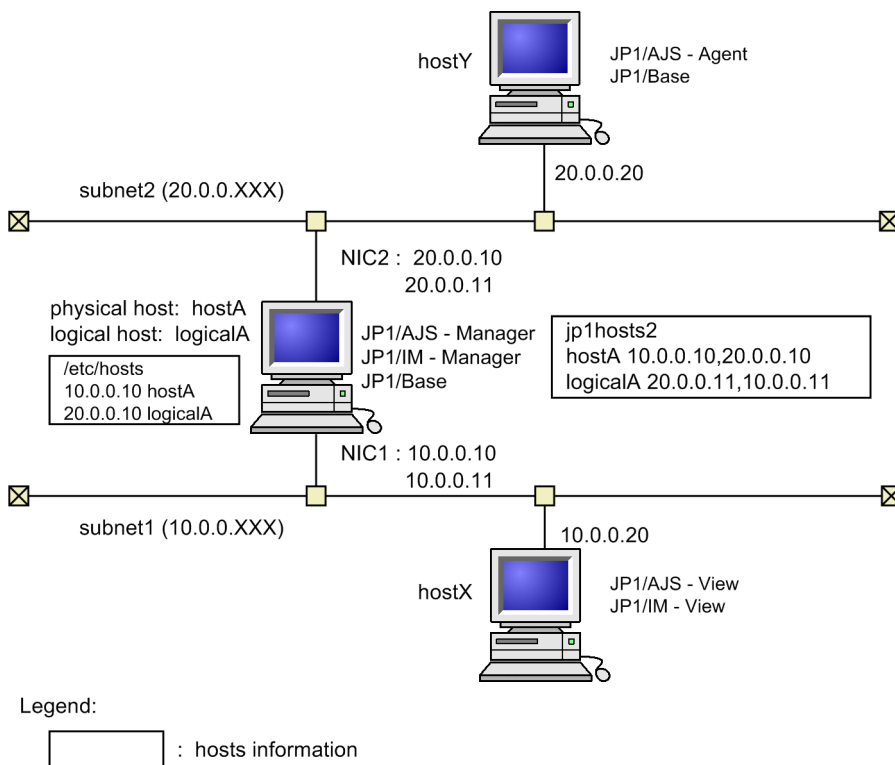 hostY
JP1/AJS - Agent
JP1/Base
20.0.0.20
subnet2 (20.0.0.XXX)
NIC2 : 20.0.0.10
20.0.0.11
physical host: hostA
logical host: logicalA
/etc/hosts
10.0.0.10 hostA
20.0.0.10 logicalA
JP1/AJS - Manager
JP1/IM - Manager
JP1/Base
jp1hosts2
hostA 10.0.0.10,20.0.0.10
logicalA 20.0.0.11,10.0.0.11
NIC1 : 10.0.0.10
10.0.0.11
subnet1 (10.0.0.XXX)
10.0.0.20
hostX
JP1/AJS - View
JP1/IM - View
Legend:
: hosts information